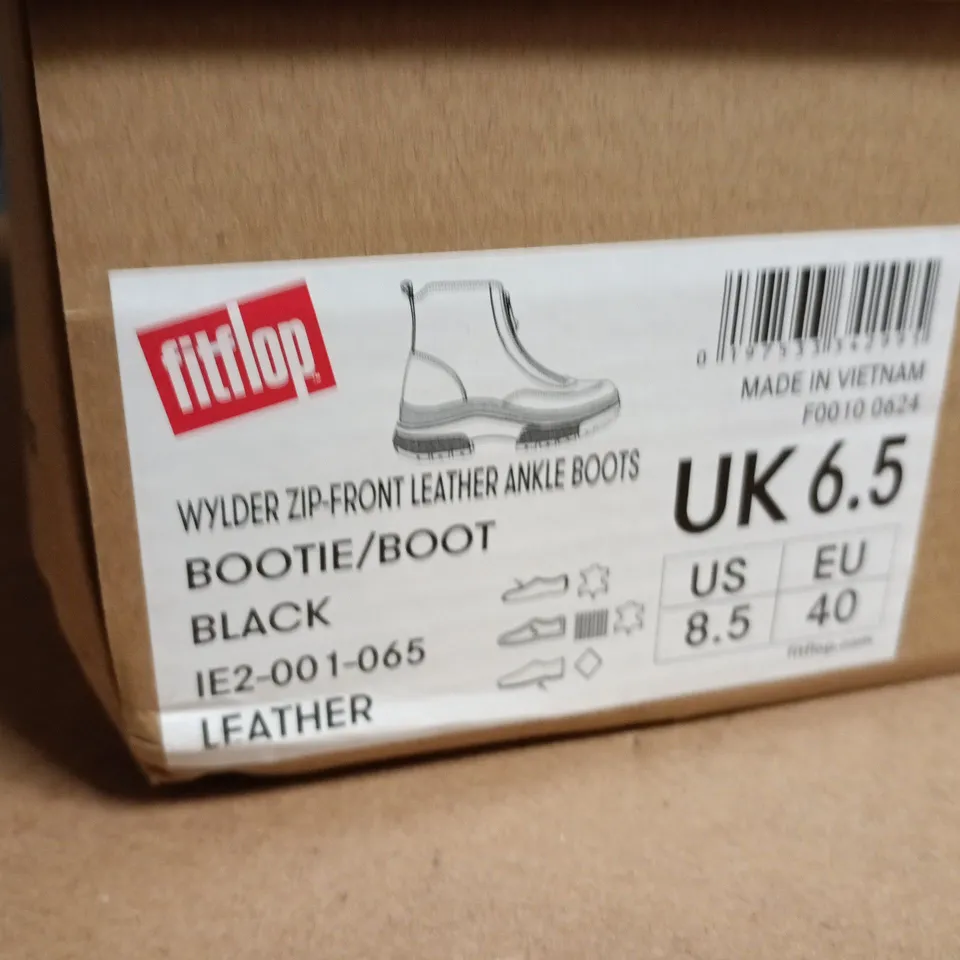 fitflop
MADE IN VIETNAM
F0010 0624
WYLDER ZIP-FRONT LEATHER ANKLE BOOTS
UK 6.5
BOOTIE/BOOT
BLACK
US EU
8.5 40
IE2-001-065
fitflop.com
LEATHER